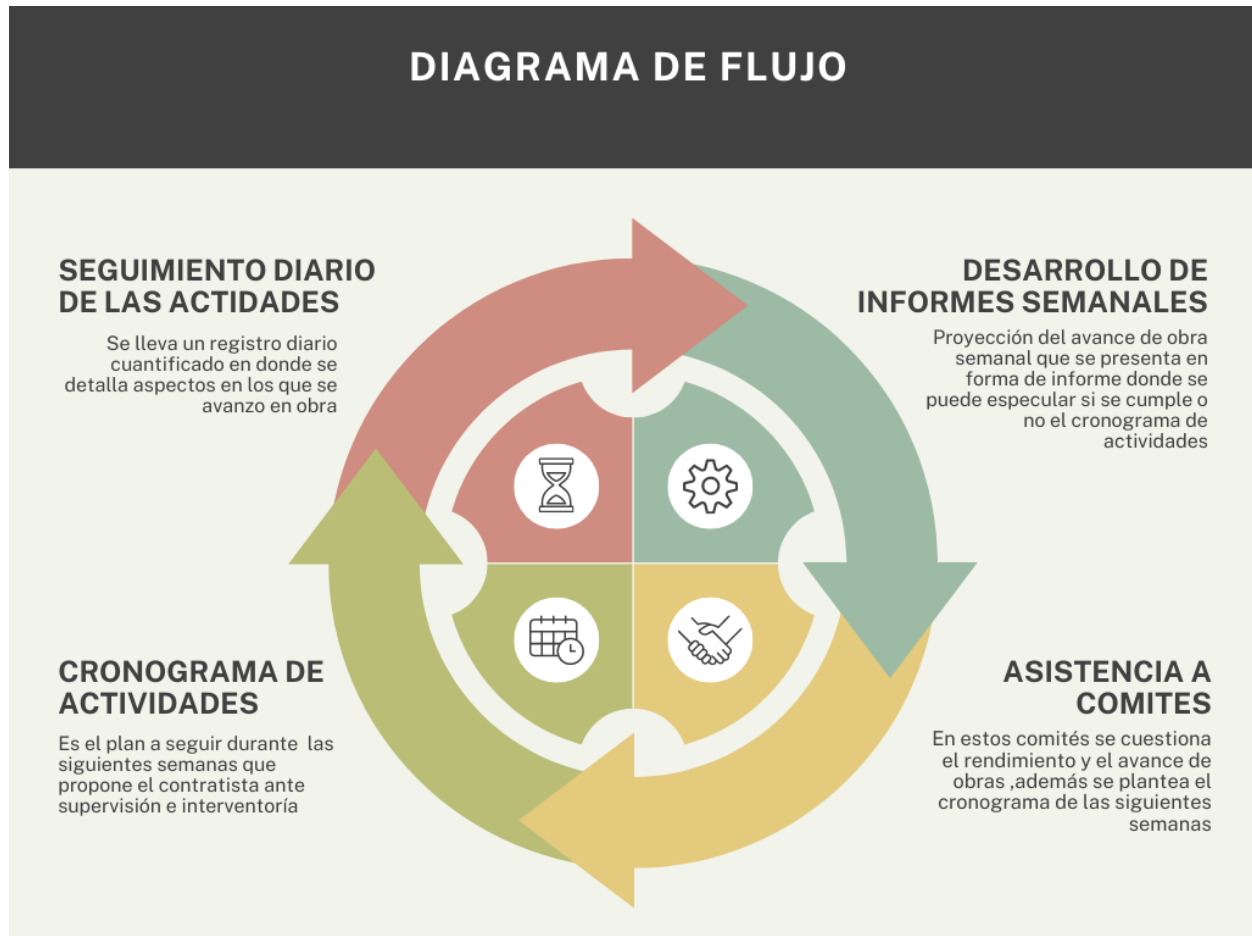 DIAGRAMA DE FLUJO
SEGUIMIENTO DIARIO
DE LAS ACTIDADES
Se lleva un registro diario
cuantificado en donde se
detalla aspectos en los que se
avanzo en obra
DESARROLLO DE
INFORMES SEMANALES
Proyección del avance de obra
semanal que se presenta en
forma de informe donde se
puede especular si se cumple o
no el cronograma de
actividades
CRONOGRAMA DE
ACTIVIDADES
Es el plan a seguir durante  las
siguientes semanas que
propone el contratista ante
supervisión e interventoría
ASISTENCIA A
COMITES
En estos comités se cuestiona
el rendimiento y el avance de
obras ,además se plantea el
cronograma de las siguientes
semanas